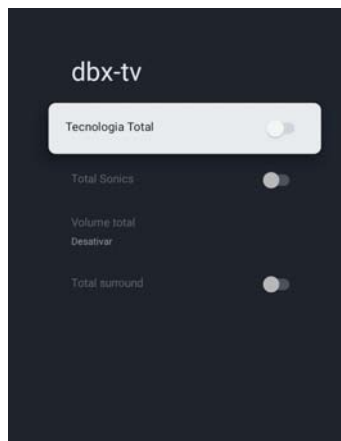 dbx-tv
Tecnologia Total
Total Sonics
Volume total
Desativar
Total surround